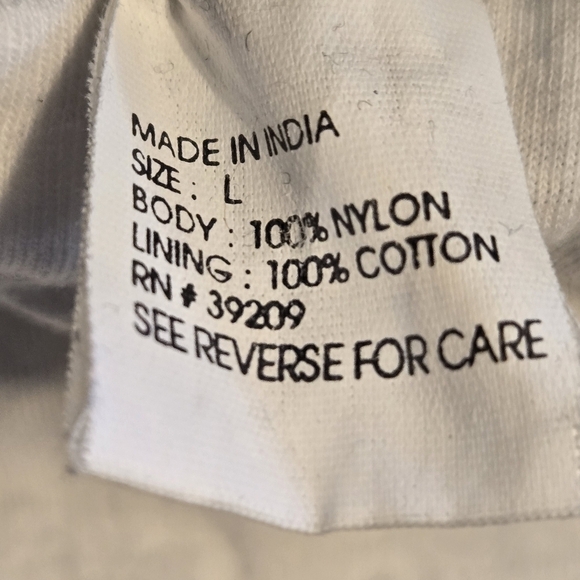 MADE IN INDIA
SIZE : L
BODY : 100% NYLON
LINING : 100% COTTON
RN # 39209
SEE REVERSE FOR CARE